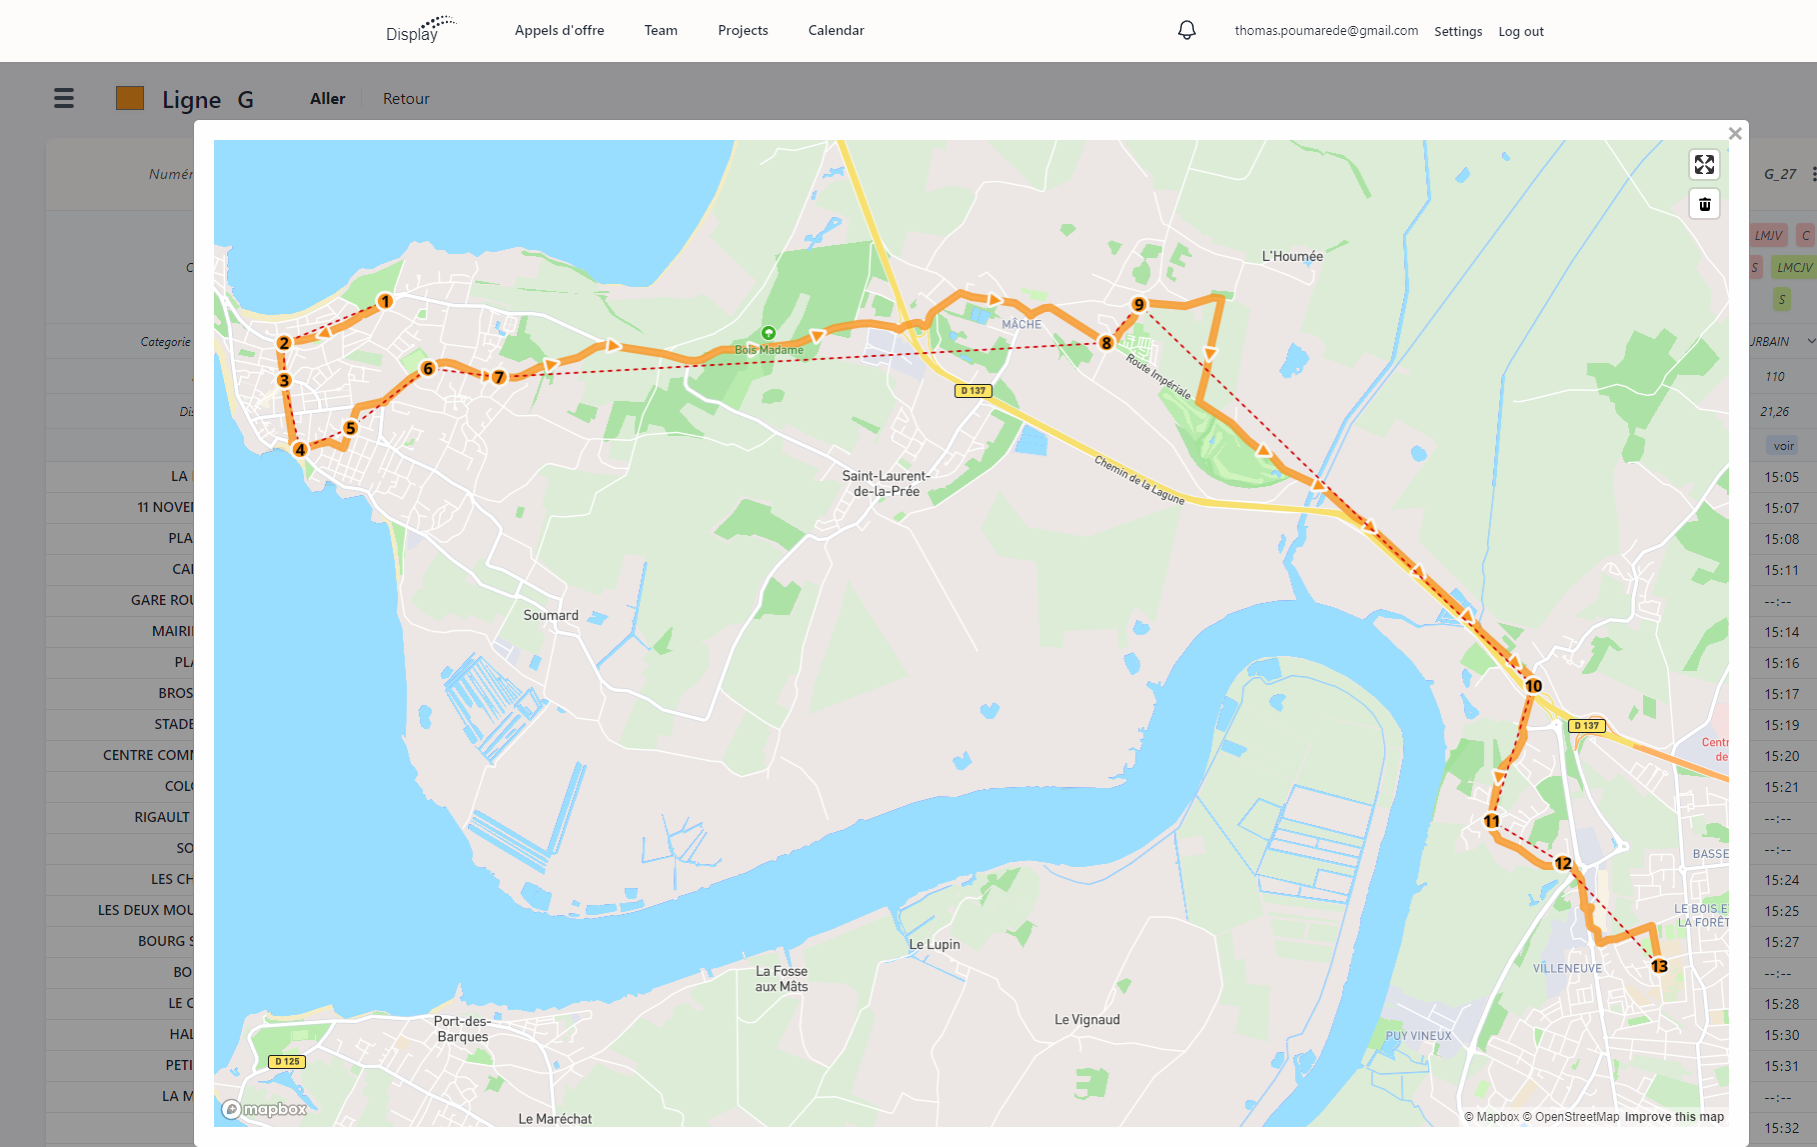 Display
Appels d'offre Team Projects Calendar
thomas.poumarede@gmail.com Settings Log out
Ligne G Aller Retour
×
Numér
G_27
LMJV C
S LMCJV
S
C
Categorie
URBAIN
110
Dis
21,26
voir
LA
15:05
11 NOVE
15:07
PLA
15:08
CA
15:11
GARE ROU
--:--
MAIRI
15:14
PL
15:16
BROS
15:17
STADE
15:19
CENTRE COM
15:20
COL
15:21
RIGAULT
--:--
SO
--:--
LES CH
15:24
LES DEUX MOU
15:25
BOURG S
15:27
BO
--:--
LE C
15:28
HAL
15:30
PETI
15:31
LA M
--:--
15:32
L'Houmée
1
9
MÂCHE
2
8
Bois Madame
Route Impériale
6
7
3
D 137
5
4
Chemin de la Lagune
Saint-Laurent-
de-la-Prée
Soumard
10
D 137
Centr
de
11
12
BASSE
LE BOIS E
LA FORÊT
Le Lupin
13
VILLENEUVE
La Fosse
aux Mâts
Port-des-
Barques
Le Vignaud
PUY VINEUX
D 125
mapbox
Le Maréchat
© Mapbox © OpenStreetMap Improve this map